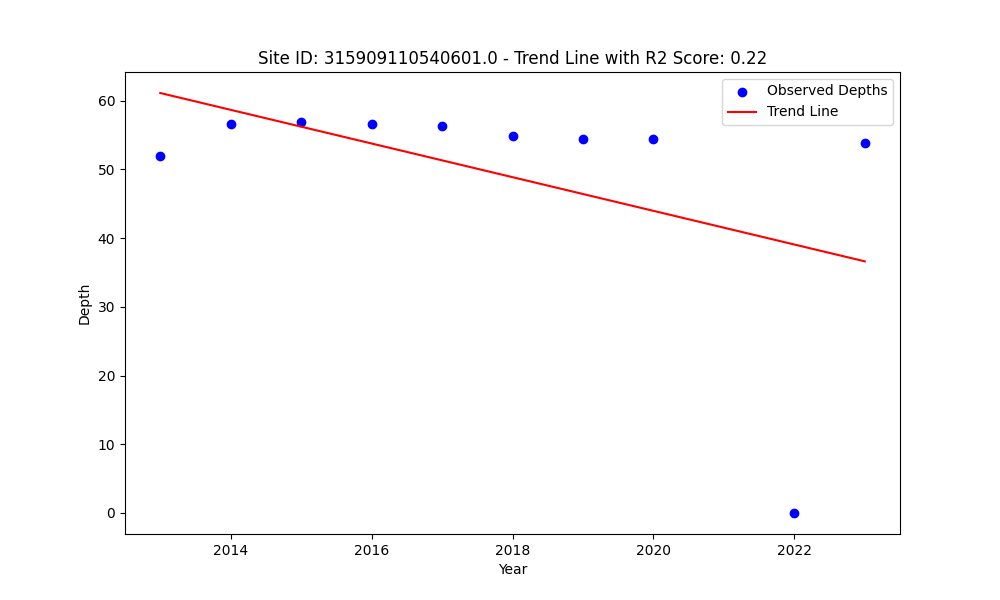 Site ID: 315909110540601.0 - Trend Line with R2 Score: 0.22
Observed Depths
Trend Line
60
50
40
30
20
10
0
Depth
2014 2016 2018 2020 2022
Year